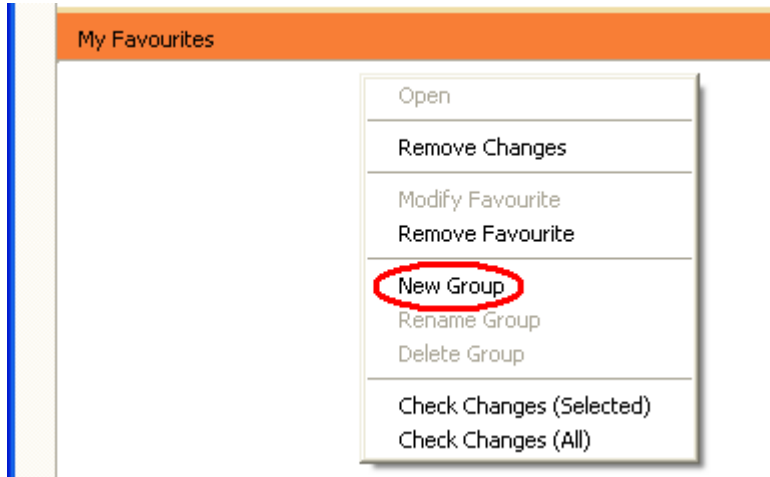 My Favourites
Open
Remove Changes
Modify Favourite
Remove Favourite
New Group
Rename Group
Delete Group
Check Changes (Selected)
Check Changes (All)